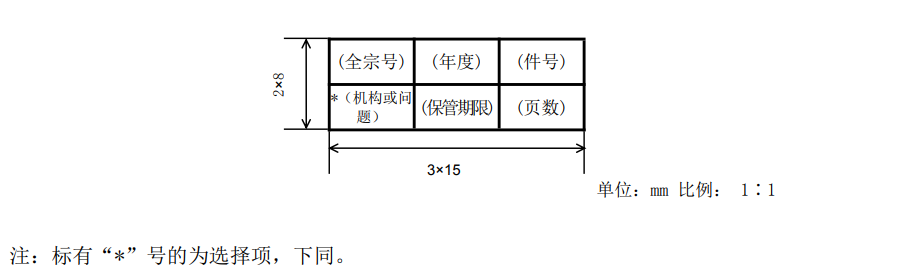 (全宗号) (年度) (件号)
2×8
*（机构或问
题） (保管期限) (页数)
3×15
单位：mm 比例： 1∶1
注：标有“*”号的为选择项，下同。